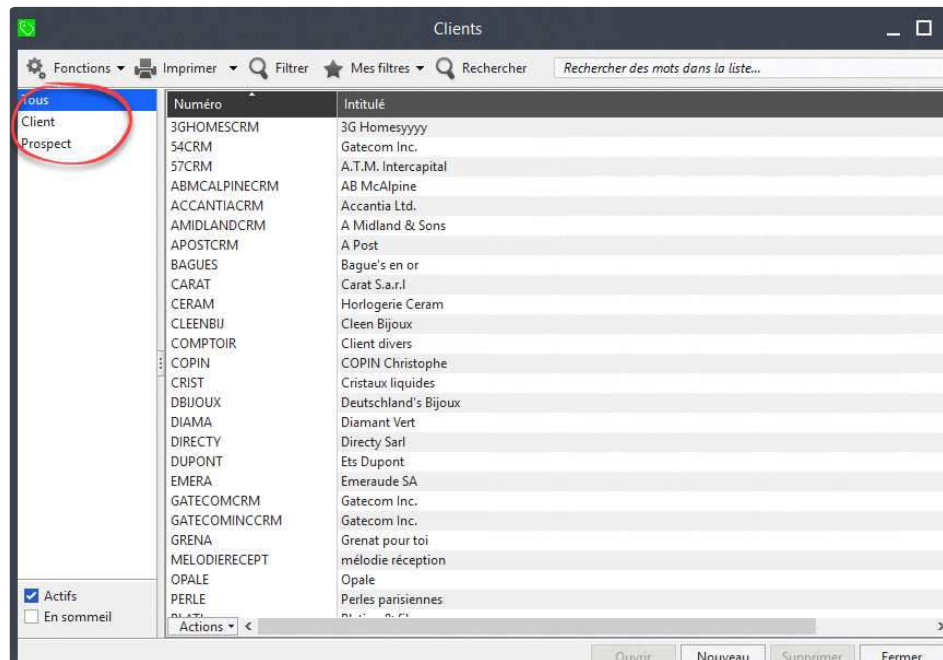 Clients
Fonctions Imprimer Filtrer Mes filtres Rechercher Rechercher des mots dans la liste...
Tous
Client
Prospect
Numéro Intitulé
3GHOMESCRM 3G Homesyyyy
54CRM Gatecom Inc.
57CRM A.T.M. Intercapital
ABMCALPINECRM AB McAlpine
ACCANTIACRM Accantia Ltd.
AMIDLANDCRM A Midland & Sons
APOSTCRM A Post
BAGUES Bague's en or
CARAT Carat S.a.r.l
CERAM Horlogerie Ceram
CLEENBIJ Cleen Bijoux
COMPTOIR Client divers
COPIN COPIN Christophe
CRIST Cristaux liquides
DBIJOUX Deutschland's Bijoux
DIAMA Diamant Vert
DIRECTY Directy Sarl
DUPONT Ets Dupont
EMERA Emeraude SA
GATECOMCRM Gatecom Inc.
GATECOMINCCRM Gatecom Inc.
GRENA Grenat pour toi
MELODIERECEPT mélodie réception
OPALE Opale
PERLE Perles parisiennes
Actifs
En sommeil
Actions
Ouvrir Nouveau Supprimer Fermer